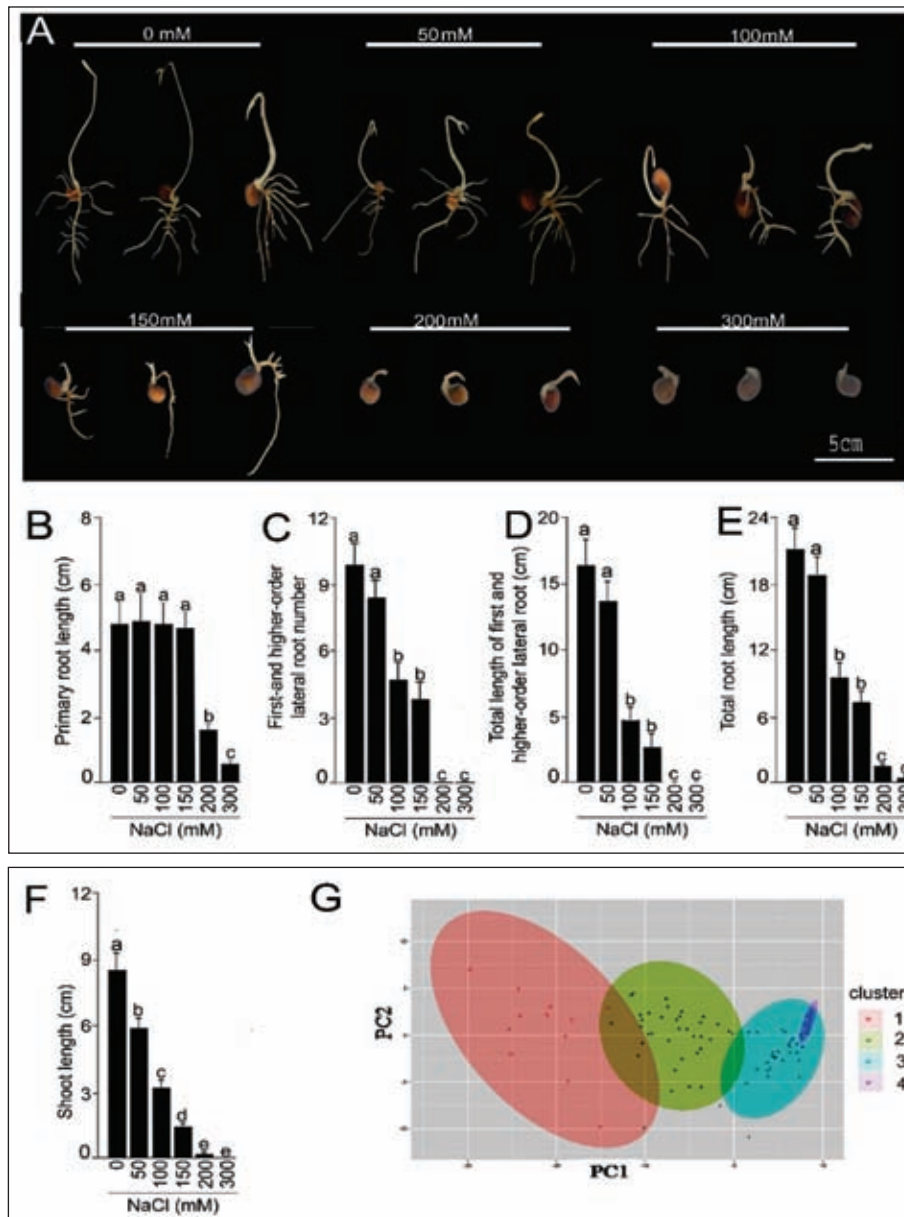 A
0 mM 50 mM 100mM
150mM 200mM 300mM
5cm
B
Primary root length (cm)
8
6
4
2
0
a a a a b c
0 50 100 150 200 300
NaCl (mM)
C
First-and higher-order
lateral root number
12
9
6
3
0
a a b b c c
0 50 100 150 200 300
NaCl (mM)
D
Total length of first and
higher-order lateral root (cm)
20
15
10
5
0
a a b b c c
0 50 100 150 200 300
NaCl (mM)
E
Total root length (cm)
24
18
12
6
0
a a b b c c
0 50 100 150 200 300
NaCl (mM)
F
Shoot length (cm)
12
9
6
3
0
a b c d e e
0 50 100 150 200 300
NaCl (mM)
G
PC2
PC1
cluster
1
2
3
4